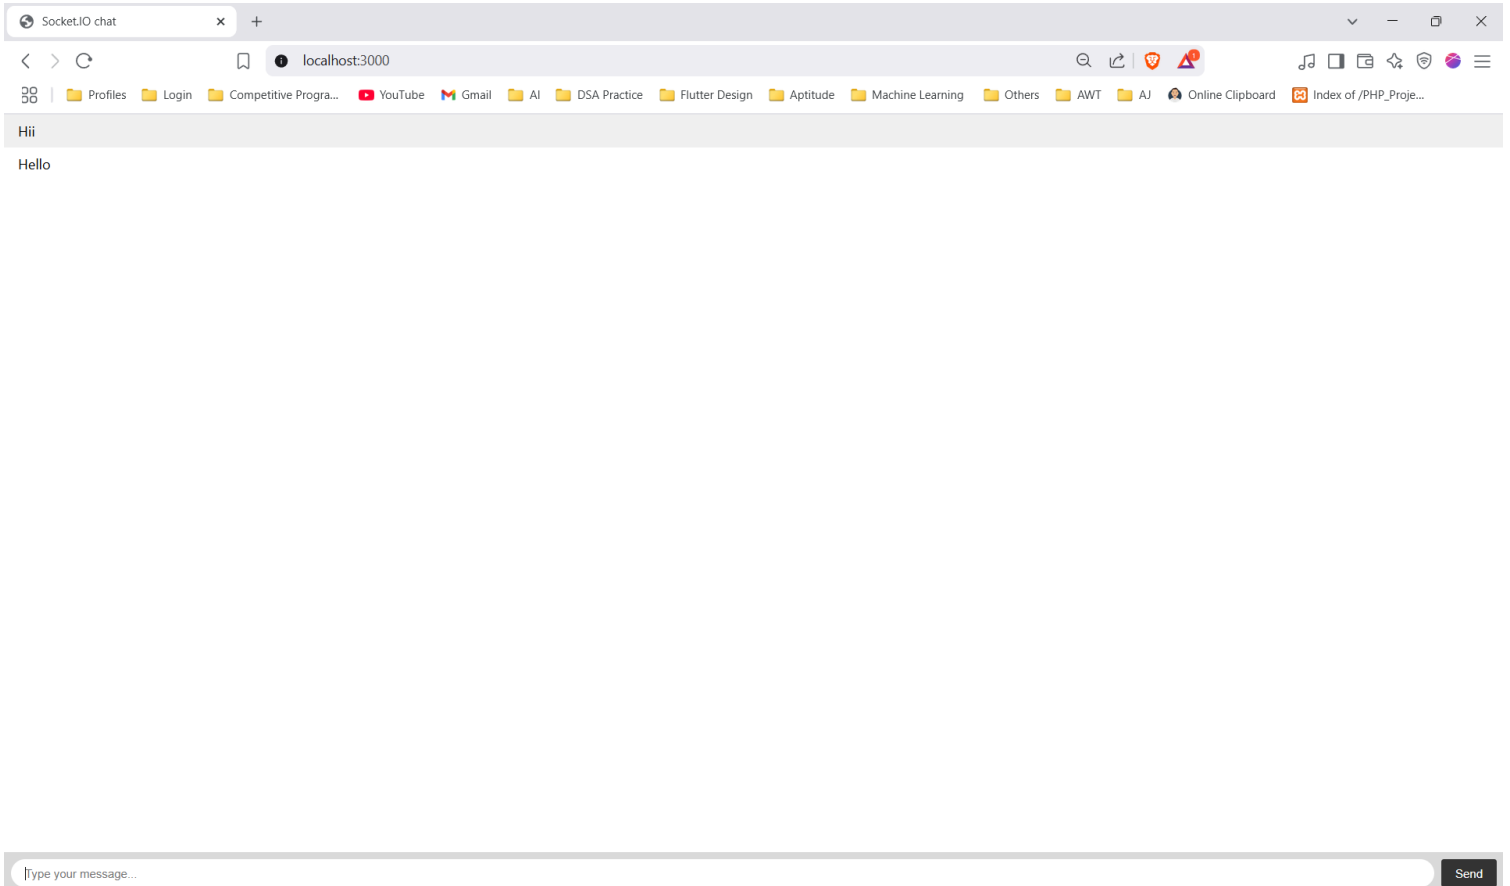 Socket.IO chat
localhost:3000
1
Profiles Login Competitive Progra... YouTube Gmail AI DSA Practice Flutter Design Aptitude Machine Learning Others AWT AJ Online Clipboard Index of /PHP_Proje...
Hii
Hello
Type your message... Send